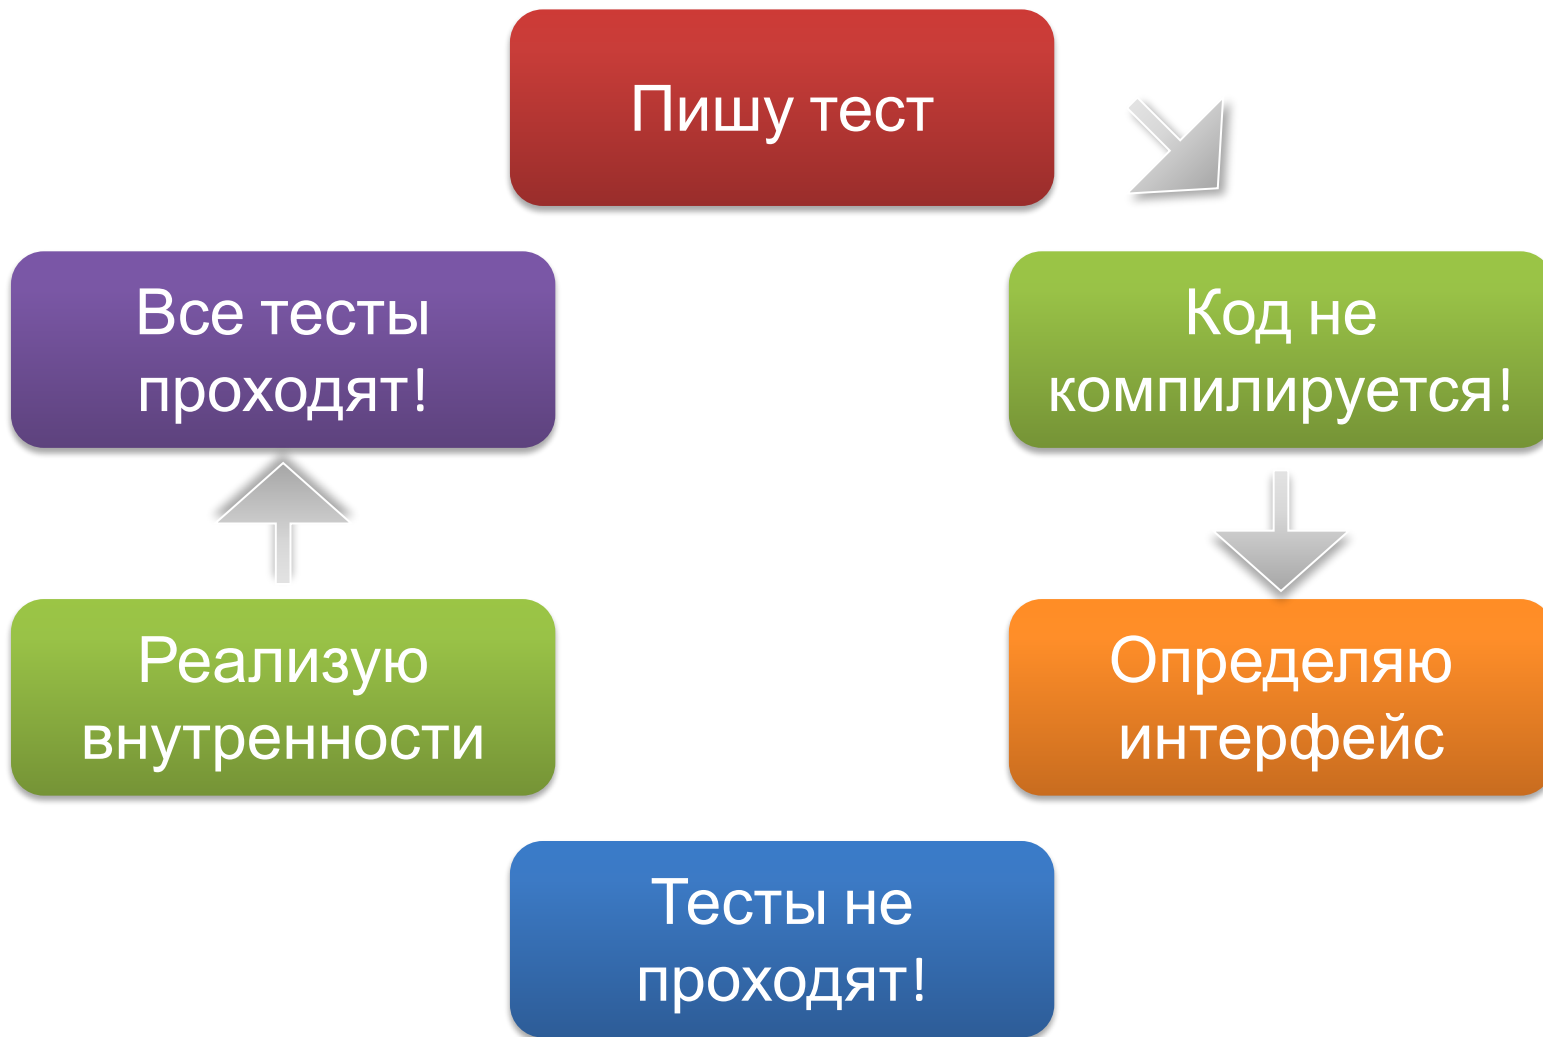 Пишу тест
Все тесты
проходят!
Код не
компилируется!
Реализую
внутренности
Определяю
интерфейс
Тесты не
проходят!